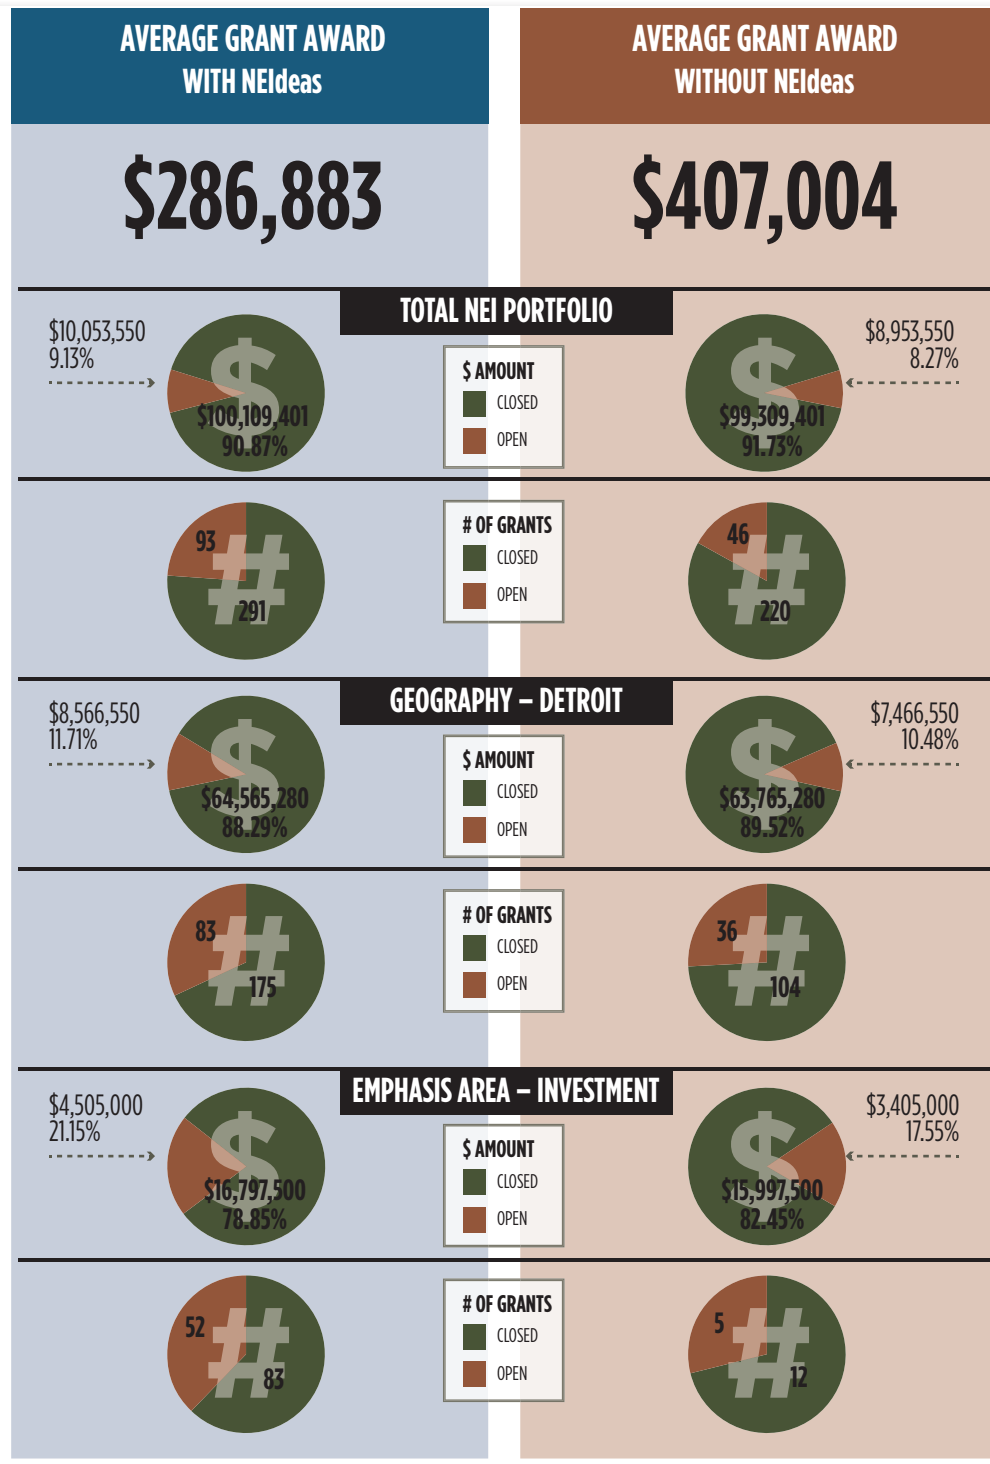 AVERAGE GRANT AWARD
WITH NEIdeas
$286,883
AVERAGE GRANT AWARD
WITHOUT NEIdeas
$407,004
TOTAL NEI PORTFOLIO
$10,053,550
9.13%
$
$100,109,401
90.87%
$ AMOUNT
CLOSED
OPEN
$
$99,309,401
91.73%
$8,953,550
8.27%
#
93
291
# OF GRANTS
CLOSED
OPEN
#
46
220
GEOGRAPHY – DETROIT
$8,566,550
11.71%
$
$64,565,280
88.29%
$ AMOUNT
CLOSED
OPEN
$
$63,765,280
89.52%
$7,466,550
10.48%
#
83
175
# OF GRANTS
CLOSED
OPEN
#
36
104
EMPHASIS AREA – INVESTMENT
$4,505,000
21.15%
$
$16,797,500
78.85%
$ AMOUNT
CLOSED
OPEN
$
$15,997,500
82.45%
$3,405,000
17.55%
#
52
83
# OF GRANTS
CLOSED
OPEN
#
5
12